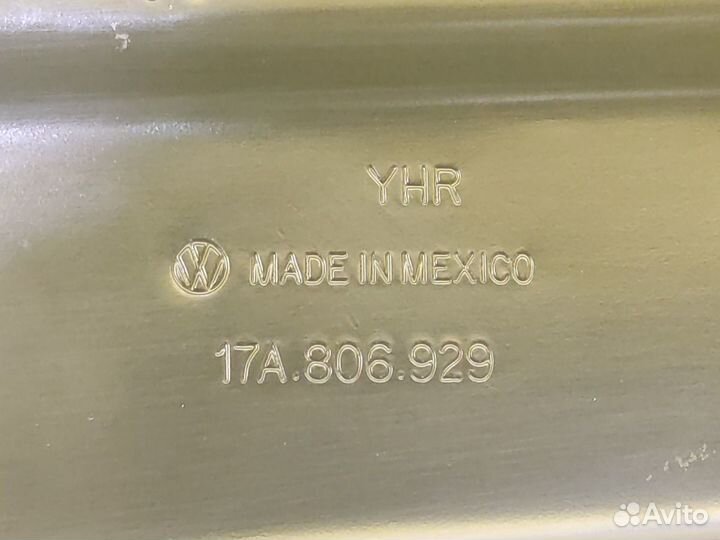 YHR
MADE IN MEXICO
17A.806.929
Avito